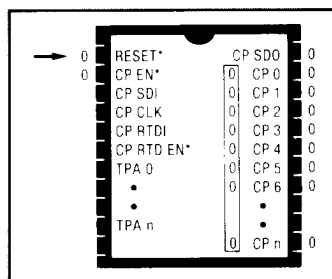 0 RESET* CP SDO 0
0 CP EN* 0 CP 0 0
CP SDI 0 CP 1 0
CP CLK 0 CP 2 0
CP RTDI 0 CP 3 0
CP RTD EN* 0 CP 4 0
TPA 0 0 CP 5 0
• 0 CP 6 0
• •
TPA n •
0 CP n 0